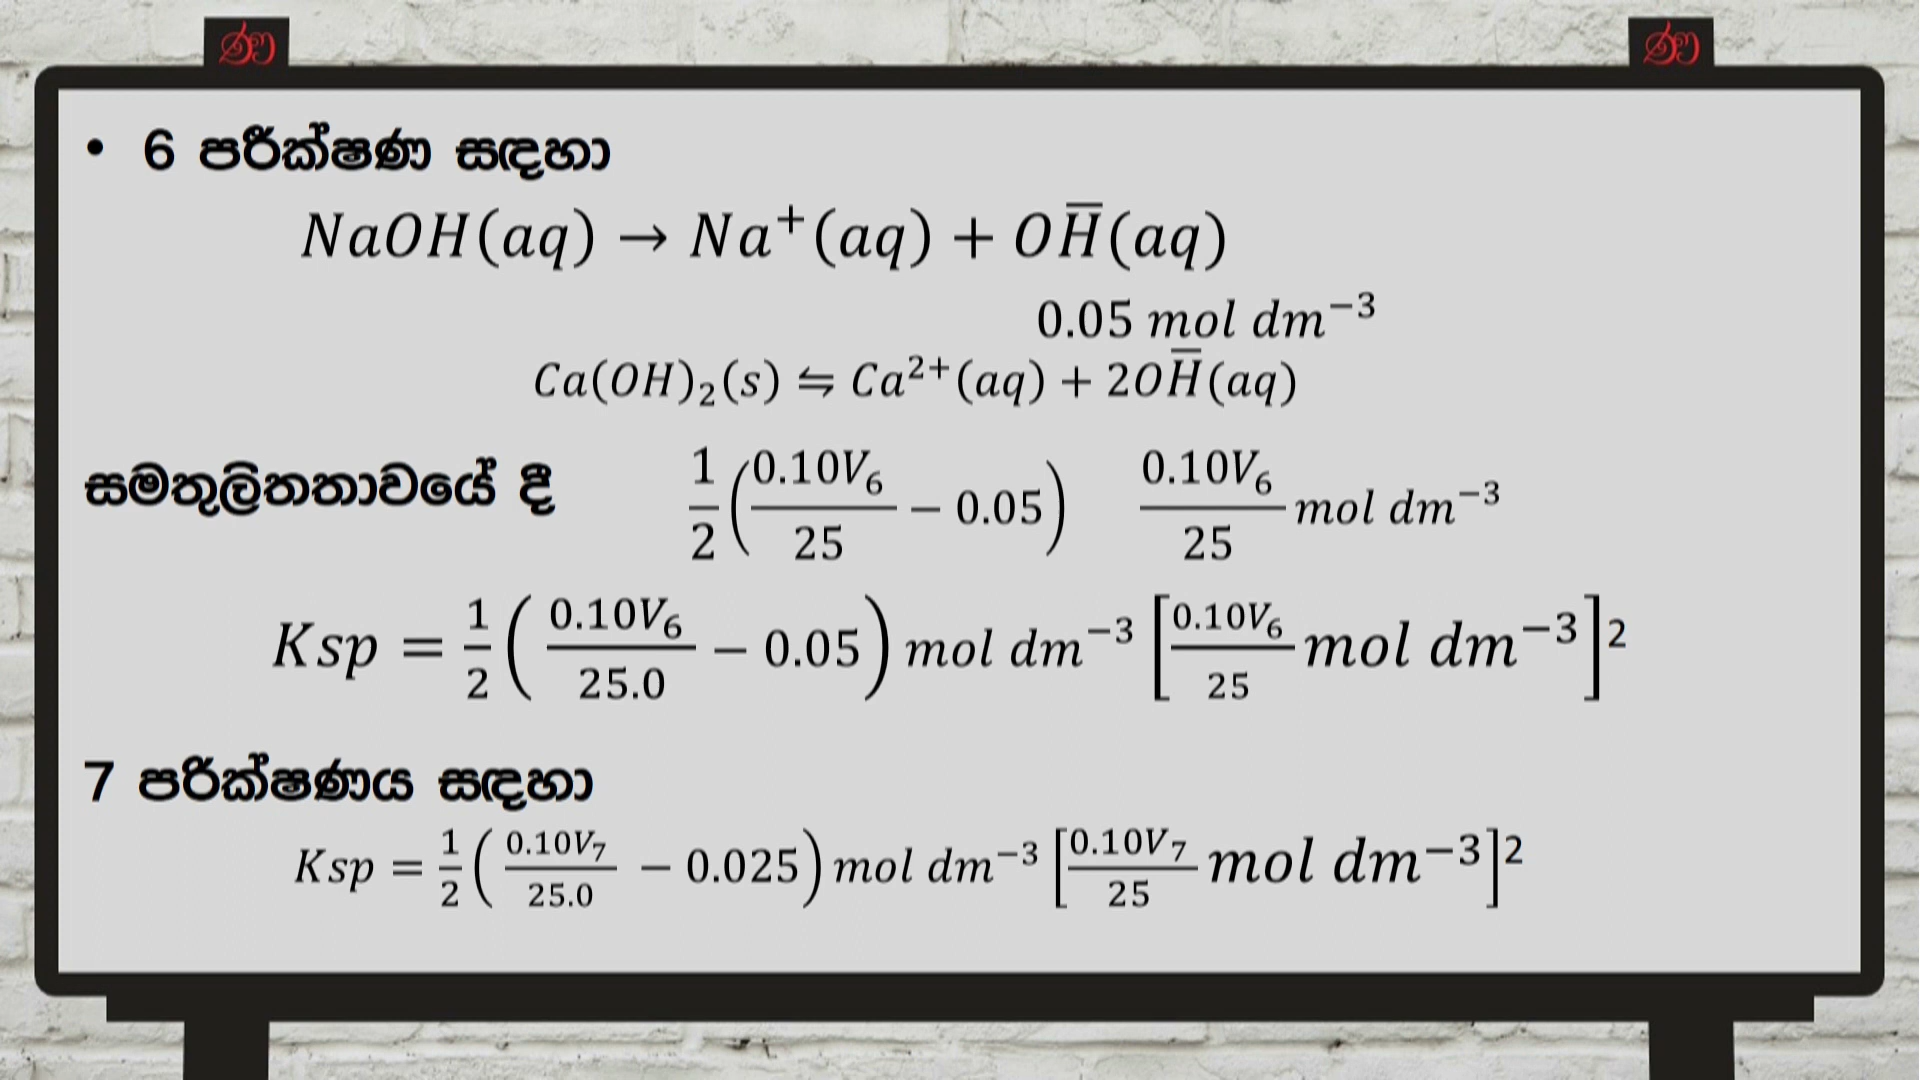 ණ ණ
• 6 පරීක්ෂණ සඳහා
NaOH(aq) → Na⁺(aq) + OH̅(aq)
0.05 mol dm⁻³
Ca(OH)₂(s) ⇋ Ca²⁺(aq) + 2OH̅(aq)
සමතුලිතතාවයේ දී 1/2 (0.10V₆/25 − 0.05) 0.10V₆/25 mol dm⁻³
Ksp = 1/2 (0.10V₆/25.0 − 0.05) mol dm⁻³ [0.10V₆/25 mol dm⁻³]²
7 පරීක්ෂණය සඳහා
Ksp = 1/2 (0.10V₇/25.0 − 0.025) mol dm⁻³ [0.10V₇/25 mol dm⁻³]²